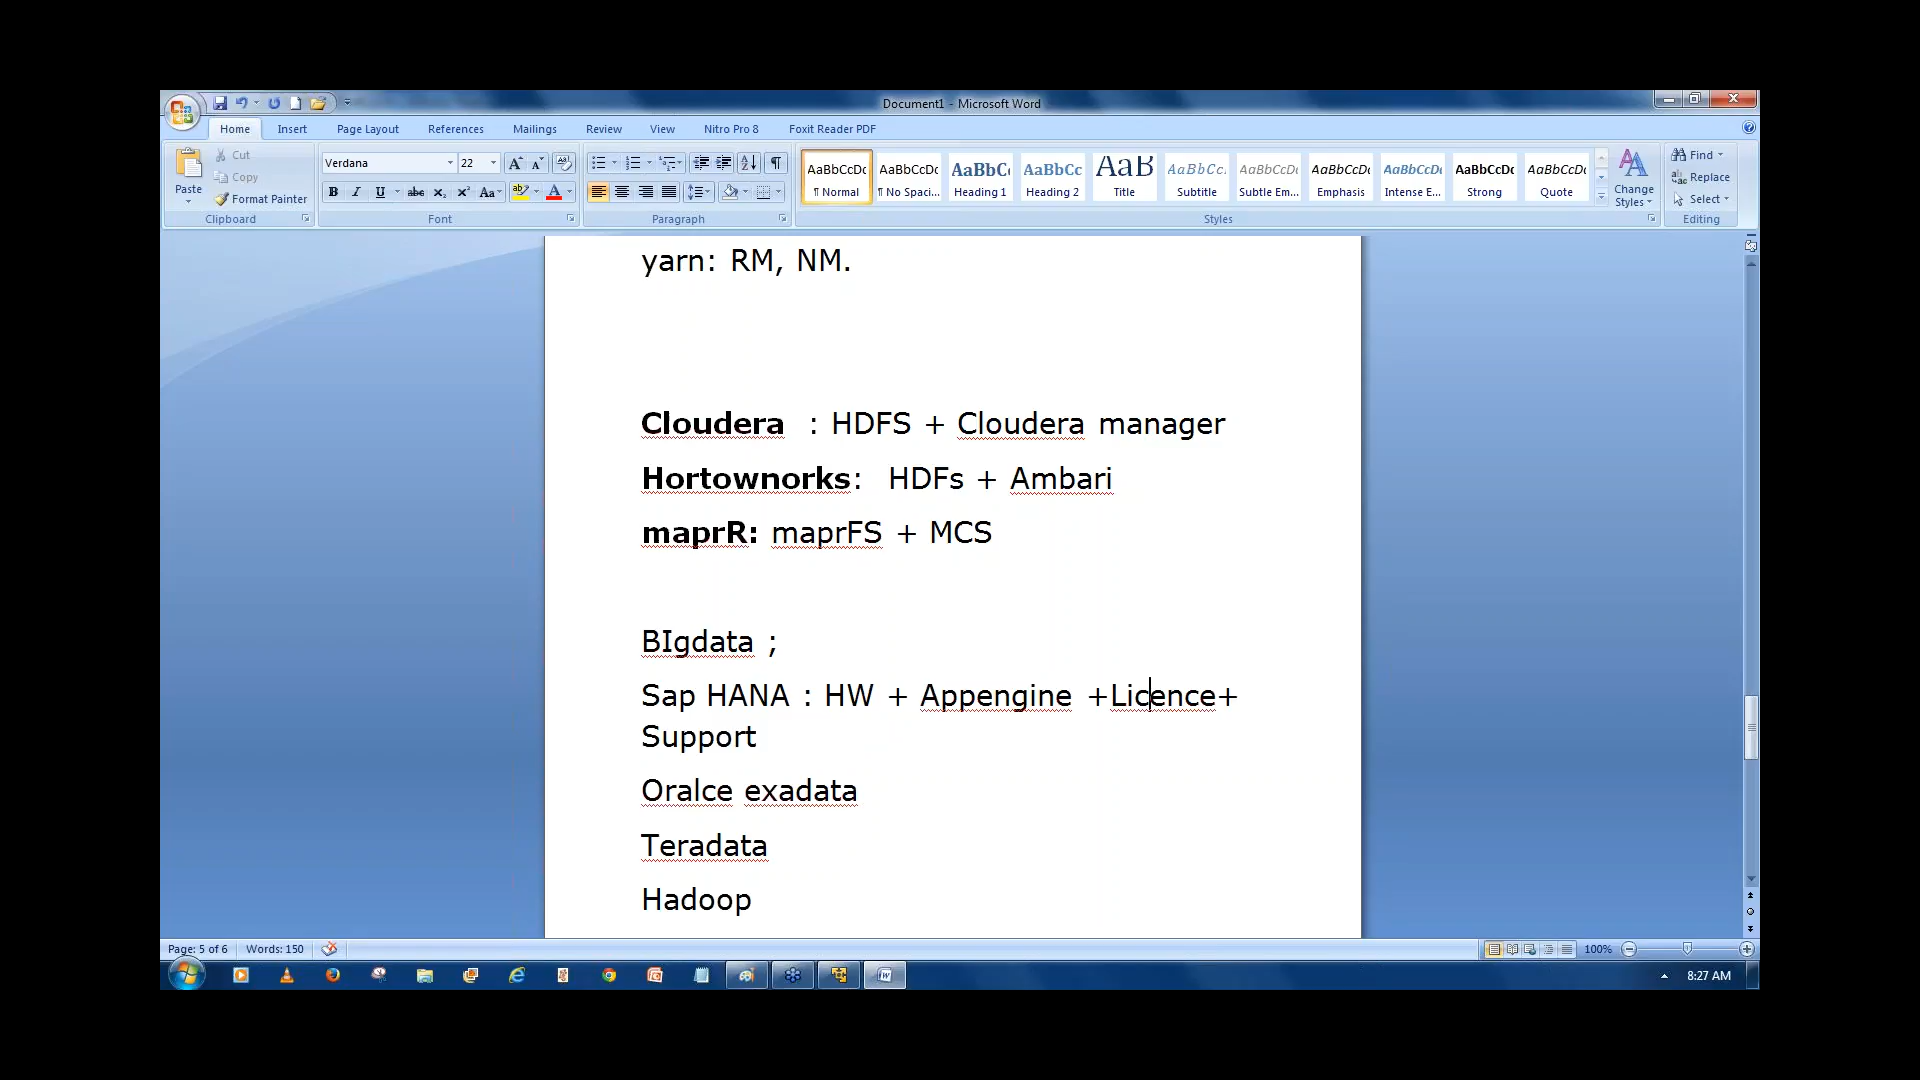 Document1 - Microsoft Word
Home Insert Page Layout References Mailings Review View Nitro Pro 8 Foxit Reader PDF
Paste
Cut
Copy
Format Painter
Clipboard
Verdana 22
Font
Paragraph
AaBbCcDc AaBbCcDc AaBbC AaBbCc AaB AaBbCc. AaBbCcDc AaBbCcDc AaBbCcDc AaBbCcDc AaBbCcDc
¶ Normal ¶ No Spaci... Heading 1 Heading 2 Title Subtitle Subtle Em... Emphasis Intense E... Strong Quote
Styles
Change Styles
Find
Replace
Select
Editing
yarn: RM, NM.
Cloudera : HDFS + Cloudera manager
Hortownorks: HDFs + Ambari
maprR: maprFS + MCS
BIgdata ;
Sap HANA : HW + Appengine +Licence+
Support
Oralce exadata
Teradata
Hadoop
Page: 5 of 6 Words: 150 100%
8:27 AM